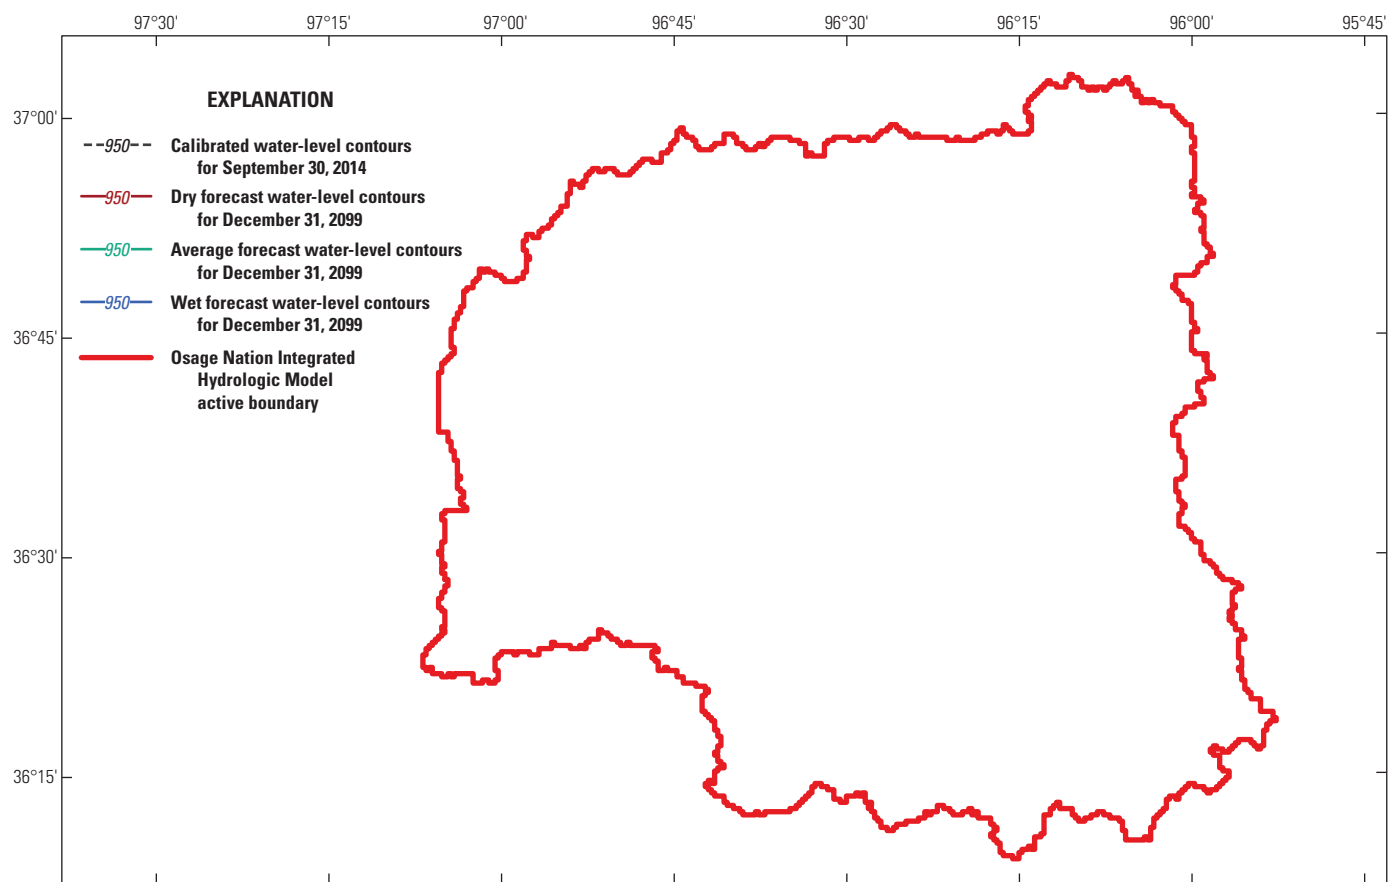 97°30' 97°15' 97°00' 96°45' 96°30' 96°15' 96°00' 95°45'
37°00'
36°45'
36°30'
36°15'
EXPLANATION
950 Calibrated water-level contours
for September 30, 2014
950 Dry forecast water-level contours
for December 31, 2099
950 Average forecast water-level contours
for December 31, 2099
950 Wet forecast water-level contours
for December 31, 2099
Osage Nation Integrated
Hydrologic Model
active boundary